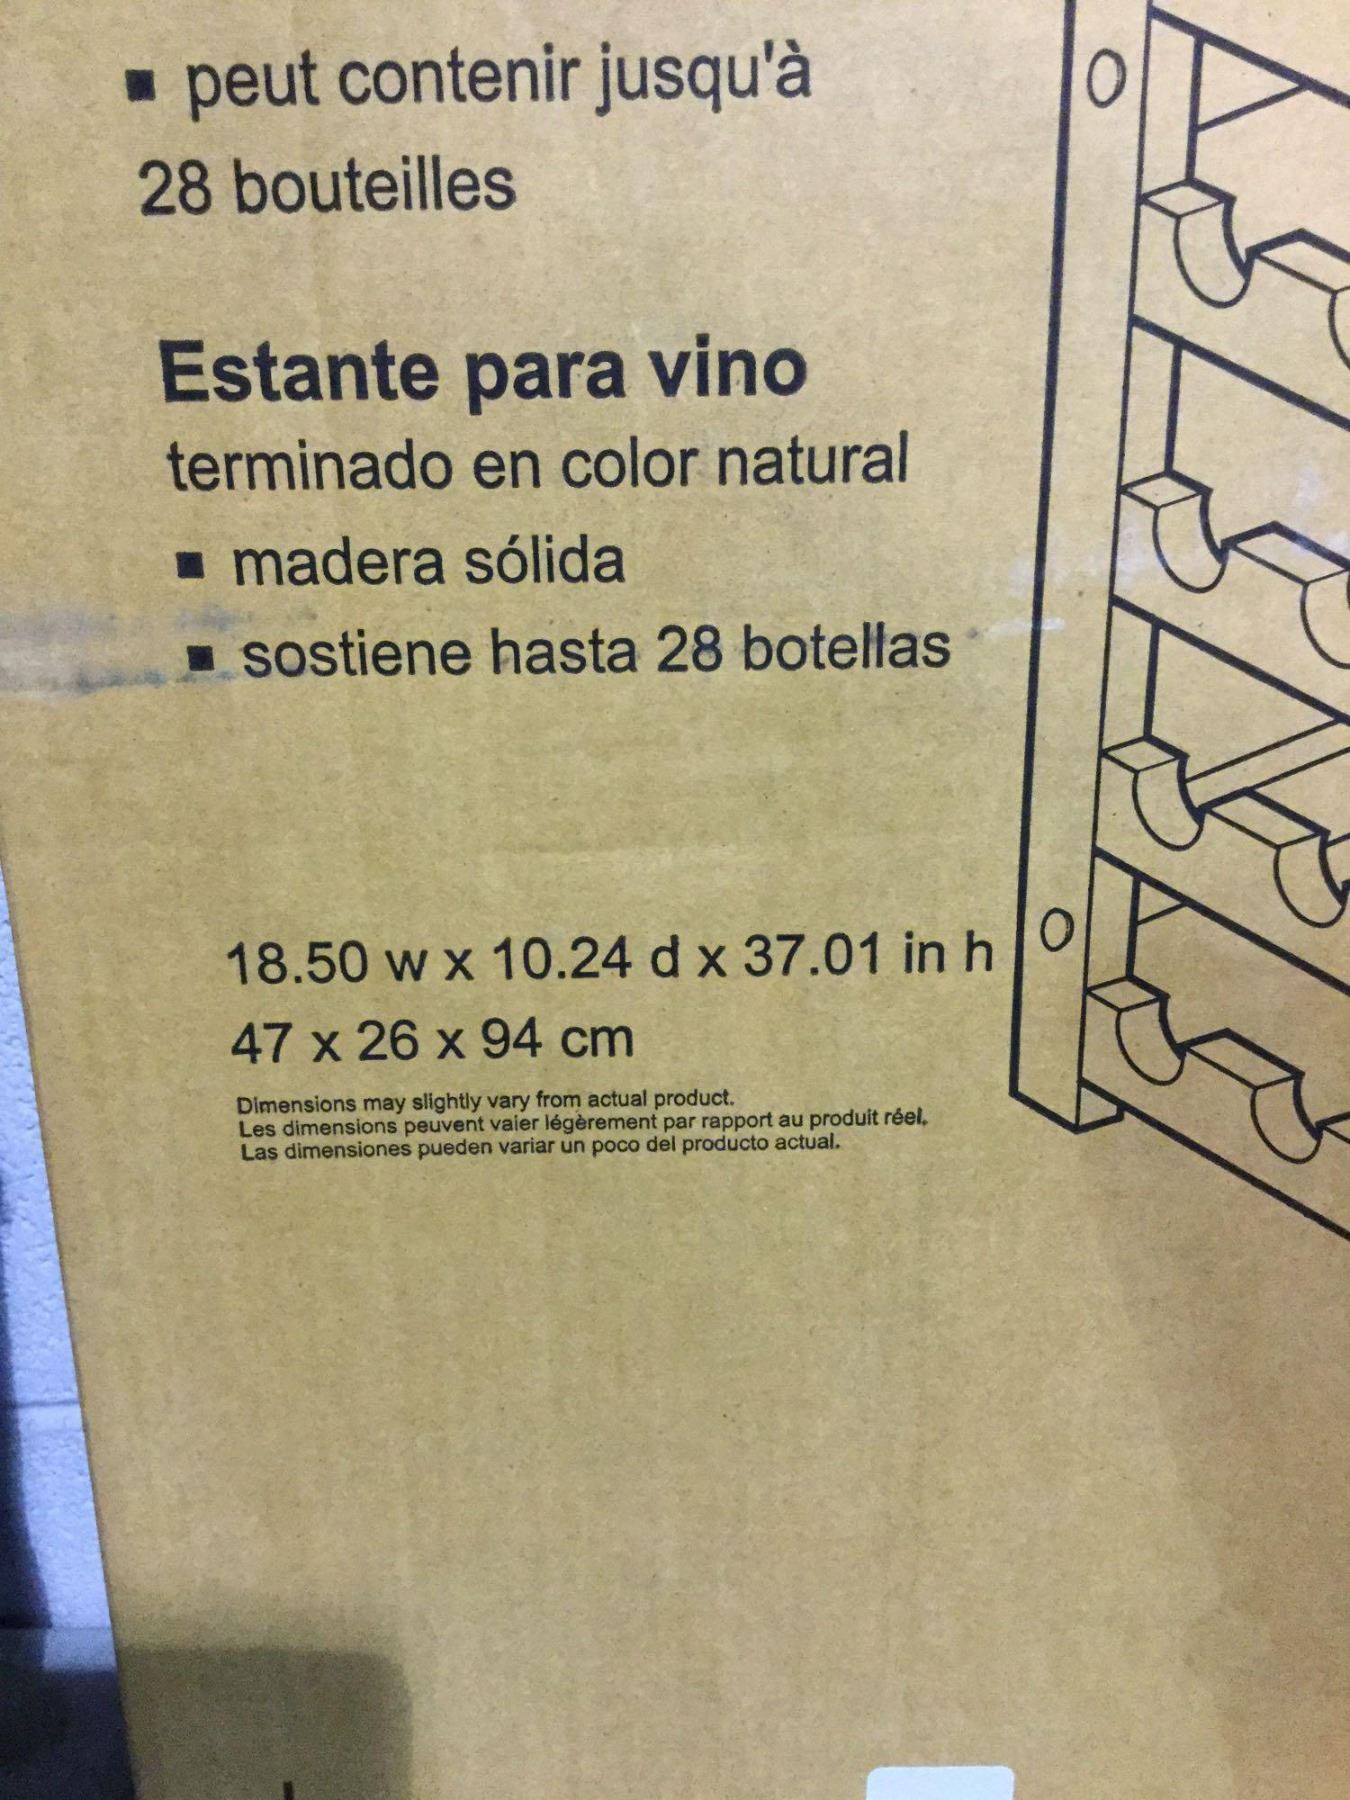 ▪ peut contenir jusqu'à
28 bouteilles
Estante para vino
terminado en color natural
▪ madera sólida
▪ sostiene hasta 28 botellas
18.50 w x 10.24 d x 37.01 in h
47 x 26 x 94 cm
Dimensions may slightly vary from actual product.
Les dimensions peuvent vaier légèrement par rapport au produit réel.
Las dimensiones pueden variar un poco del producto actual.